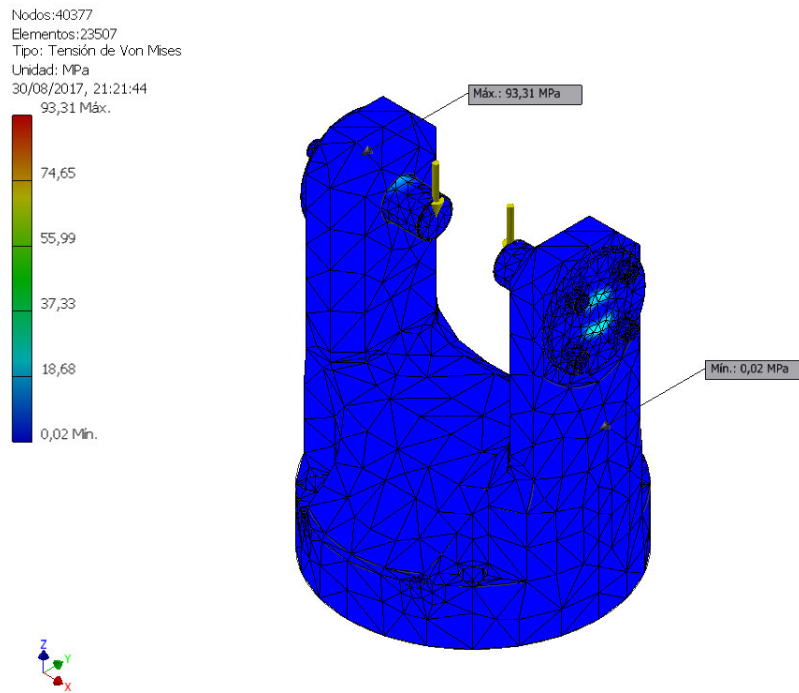 Nodos:40377
Elementos:23507
Tipo: Tensión de Von Mises
Unidad: MPa
30/08/2017, 21:21:44
93,31 Máx.
74,65
55,99
37,33
18,68
0,02 Mín.
Máx.: 93,31 MPa
Mín.: 0,02 MPa
Z
Y
X